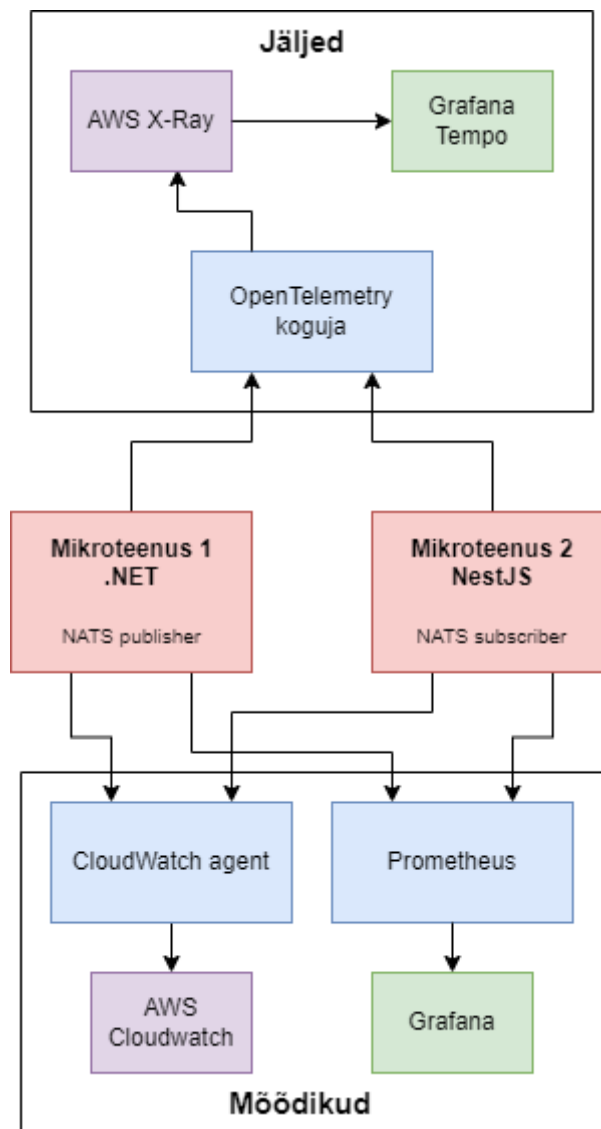 Jäljed
AWS X-Ray
Grafana
Tempo
OpenTelemetry
koguja
Mikroteenus 1
.NET
NATS publisher
Mikroteenus 2
NestJS
NATS subscriber
CloudWatch agent
Prometheus
AWS
Cloudwatch
Grafana
Mõõdikud